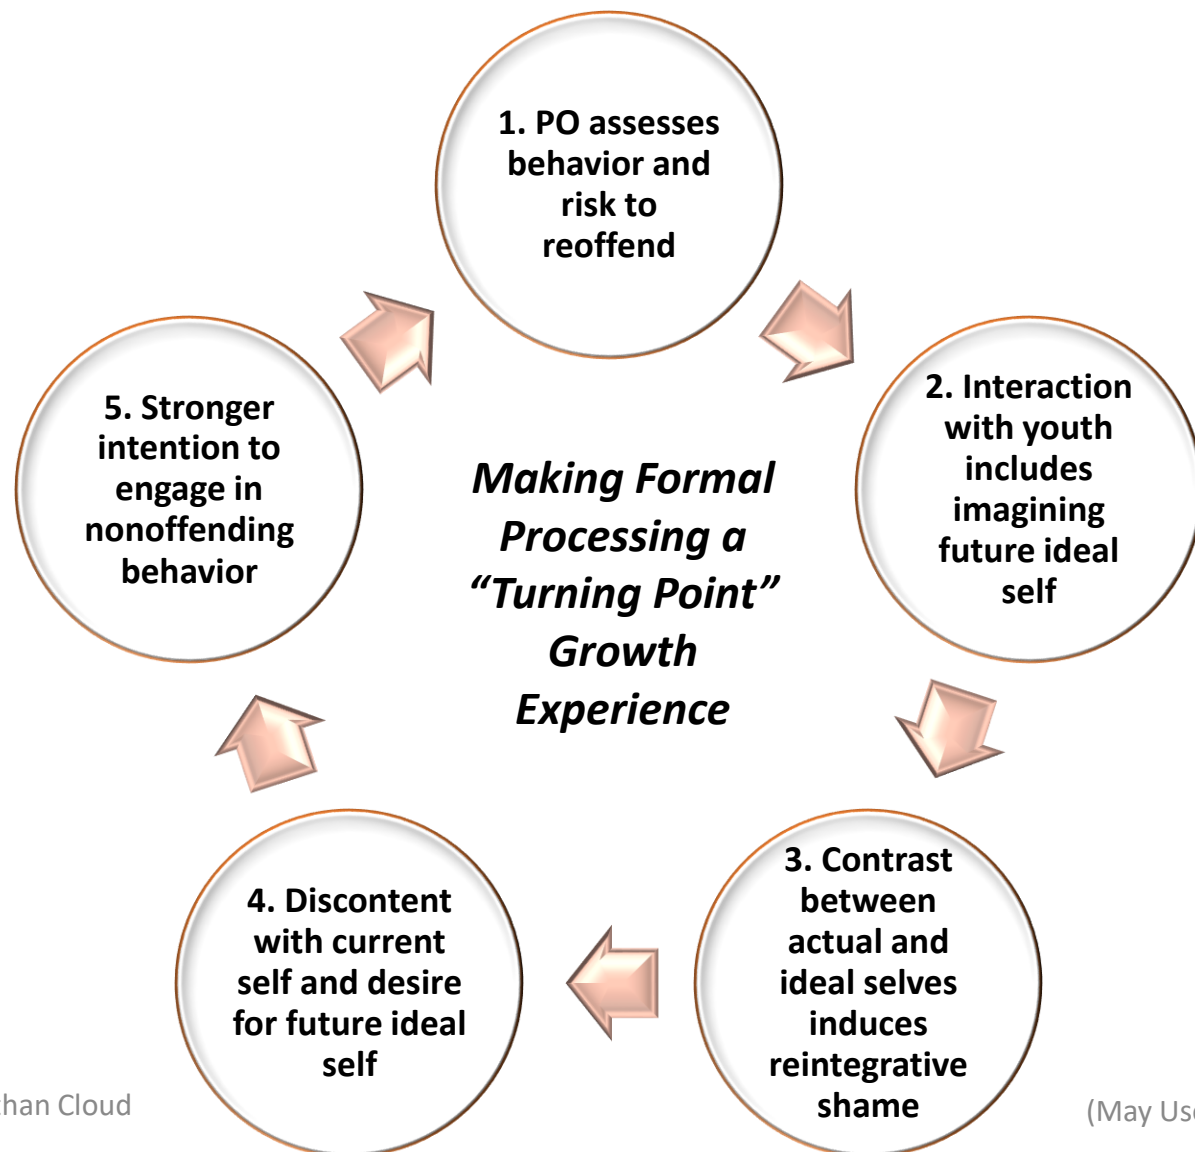 1. PO assesses
behavior and
risk to
reoffend
2. Interaction
with youth
includes
imagining
future ideal
self
3. Contrast
between
actual and
ideal selves
induces
reintegrative
shame
4. Discontent
with current
self and desire
for future ideal
self
5. Stronger
intention to
engage in
nonoffending
behavior
Making Formal
Processing a
“Turning Point”
Growth
Experience
than Cloud
(May Use